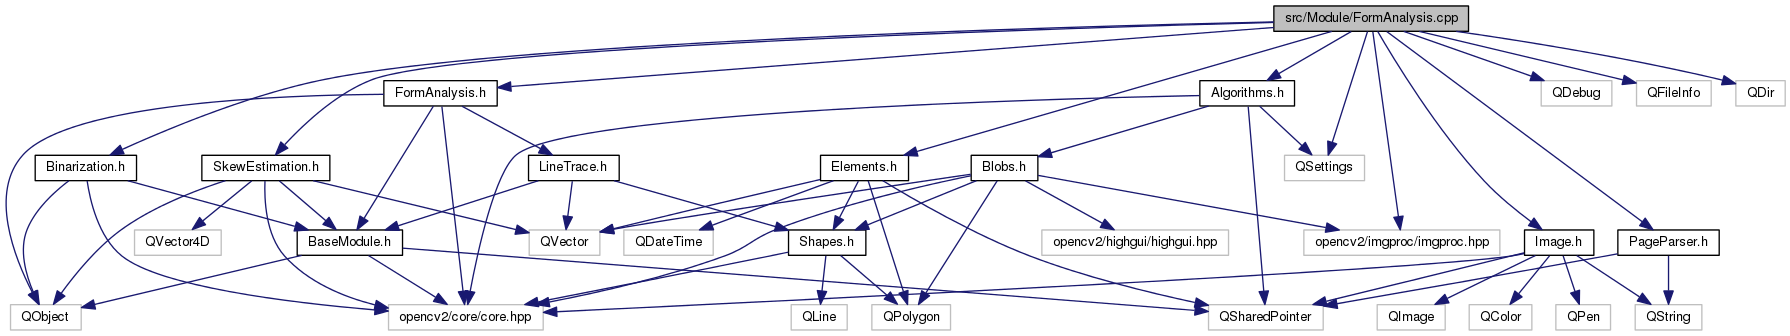 src/Module/FormAnalysis.cpp
FormAnalysis.h
Algorithms.h
QDebug
QFileInfo
QDir
Binarization.h
SkewEstimation.h
LineTrace.h
Elements.h
Blobs.h
QSettings
QVector4D
BaseModule.h
QVector
QDateTime
Shapes.h
opencv2/highgui/highgui.hpp
opencv2/imgproc/imgproc.hpp
Image.h
PageParser.h
QObject
opencv2/core/core.hpp
QLine
QPolygon
QSharedPointer
QImage
QColor
QPen
QString